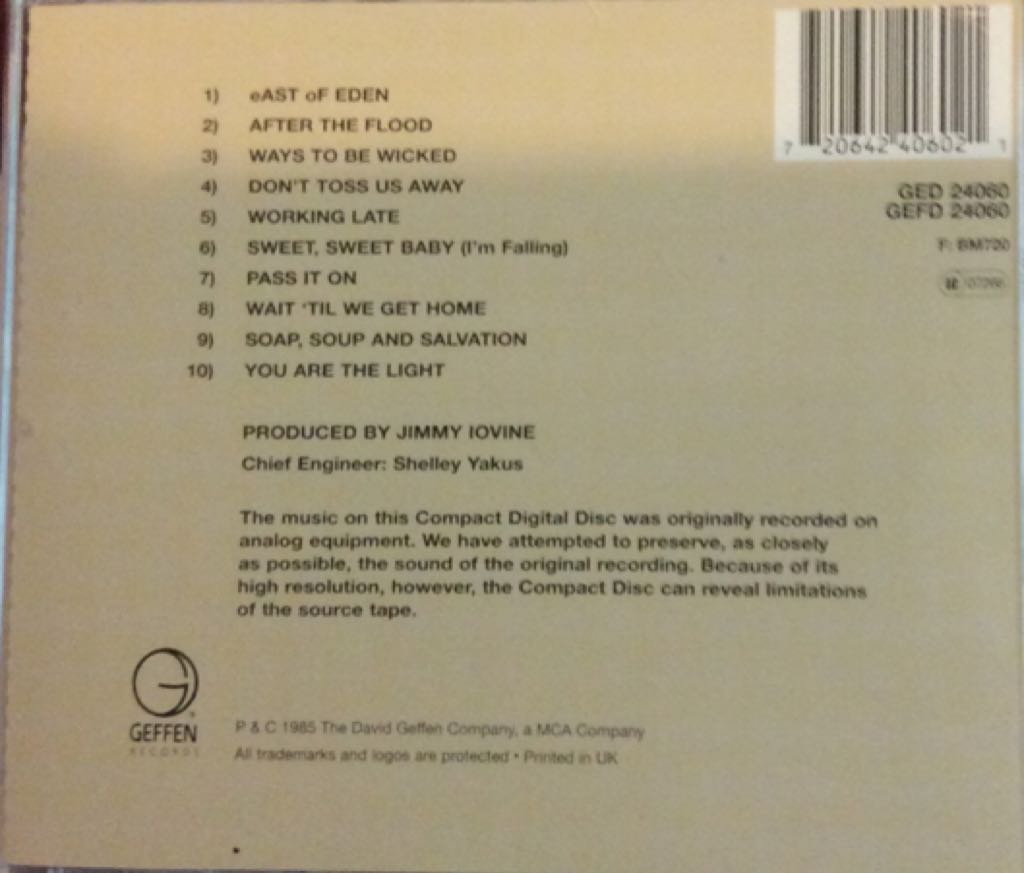 1) eAST oF EDEN
2) AFTER THE FLOOD
3) WAYS TO BE WICKED
4) DON'T TOSS US AWAY
5) WORKING LATE
6) SWEET, SWEET BABY (I'm Falling)
7) PASS IT ON
8) WAIT 'TIL WE GET HOME
9) SOAP, SOUP AND SALVATION
10) YOU ARE THE LIGHT
7 20642 40602 1
GED 24060
GEFD 24060
F: BM720
PRODUCED BY JIMMY IOVINE
Chief Engineer: Shelley Yakus
The music on this Compact Digital Disc was originally recorded on
analog equipment. We have attempted to preserve, as closely
as possible, the sound of the original recording. Because of its
high resolution, however, the Compact Disc can reveal limitations
of the source tape.
GEFFEN
RECORDS
P & C 1985 The David Geffen Company, a MCA Company
All trademarks and logos are protected • Printed in UK